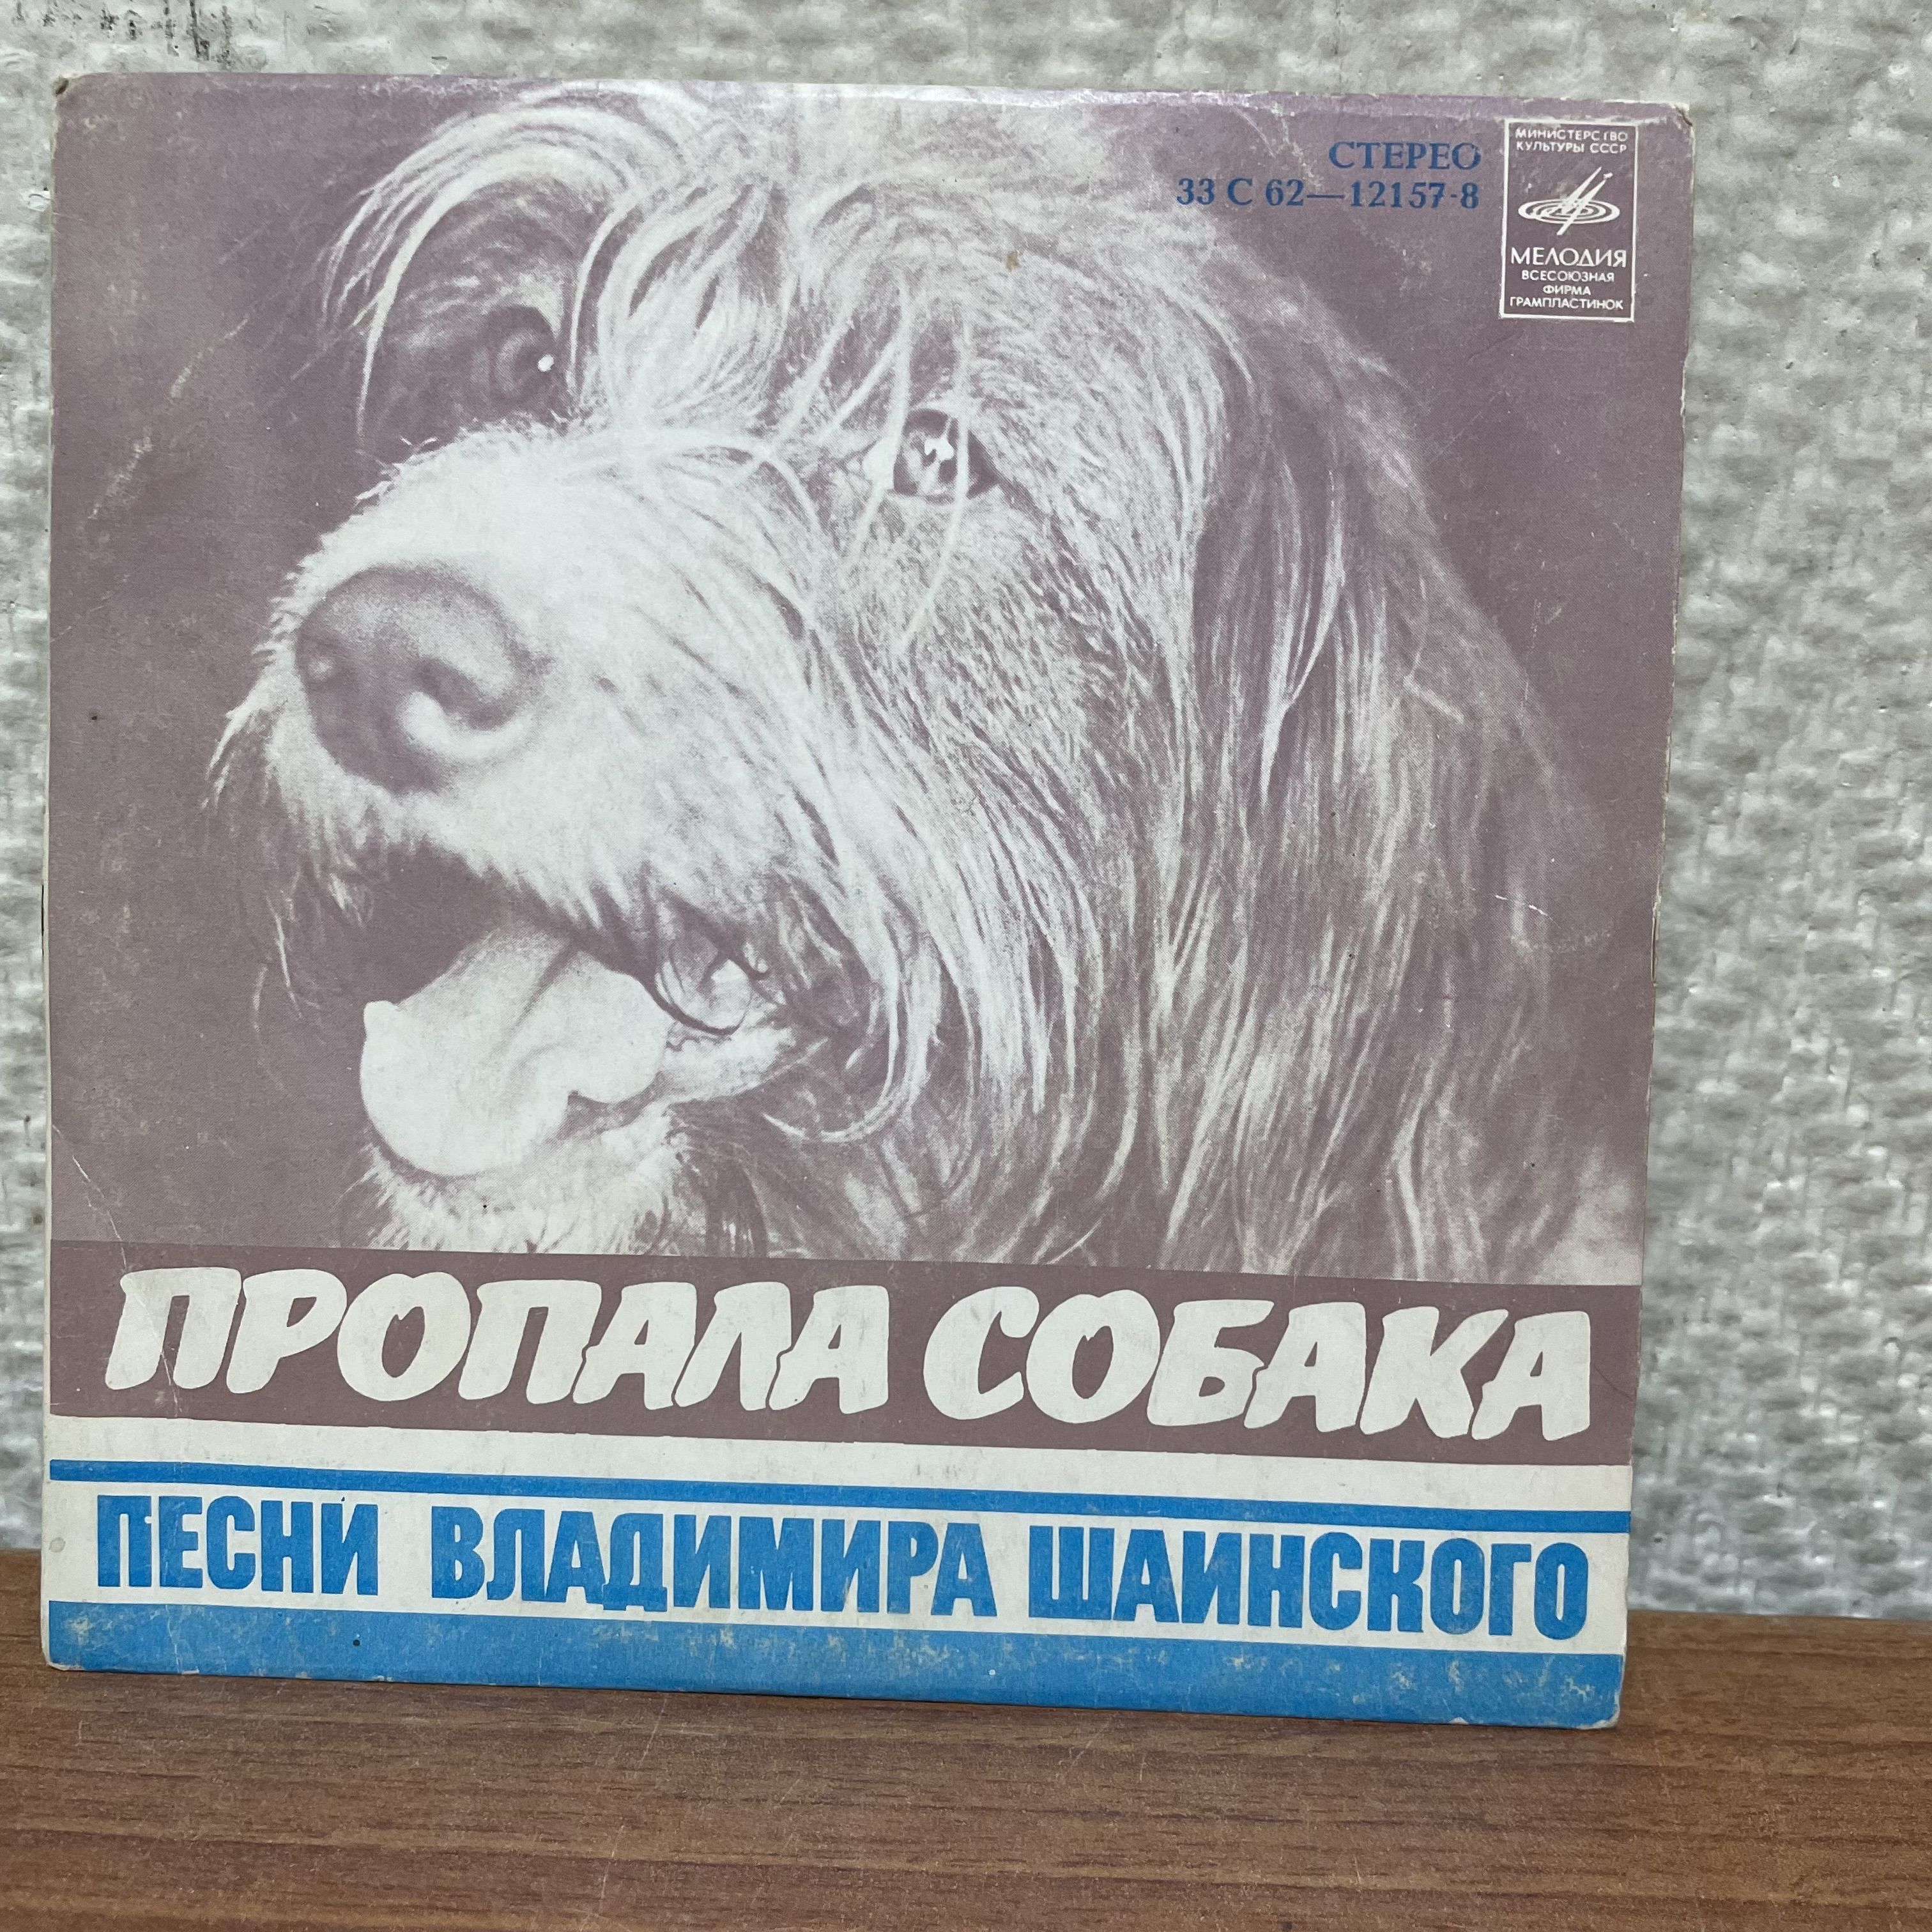 СТЕРЕО
33 С 62—12157-8
МИНИСТЕРСТВО
КУЛЬТУРЫ СССР
МЕЛОДИЯ
ВСЕСОЮЗНАЯ
ФИРМА
ГРАМПЛАСТИНОК
ПРОПАЛА СОБАКА
ПЕСНИ ВЛАДИМИРА ШАИНСКОГО